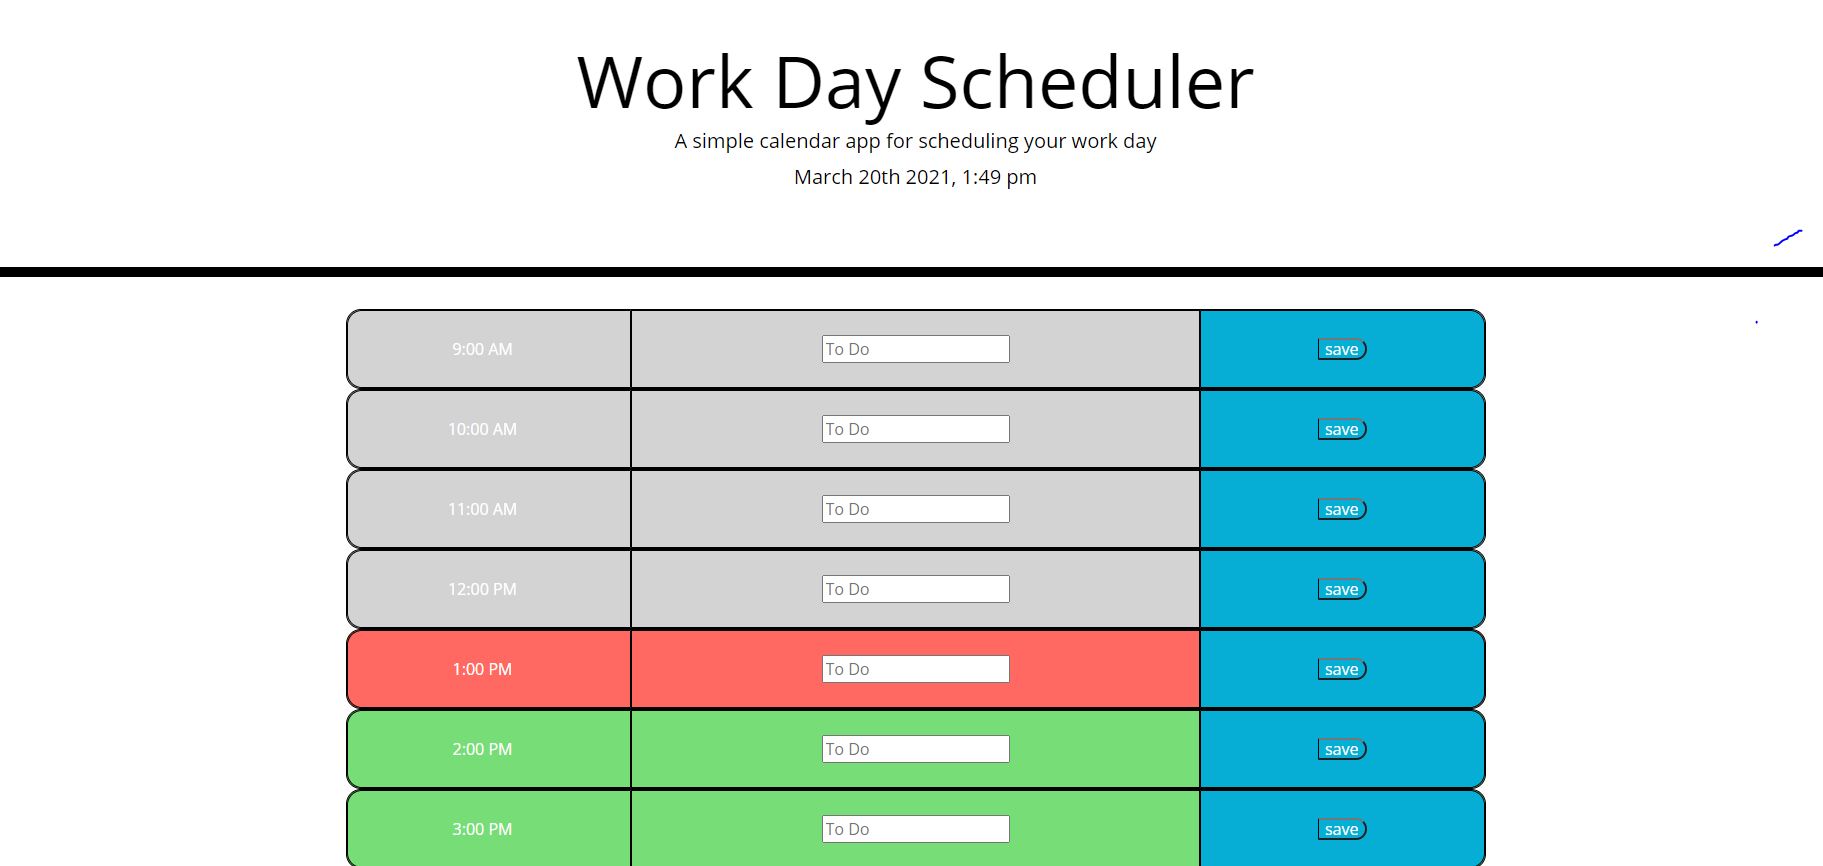 Work Day Scheduler
A simple calendar app for scheduling your work day
March 20th 2021, 1:49 pm
9:00 AM To Do save
10:00 AM To Do save
11:00 AM To Do save
12:00 PM To Do save
1:00 PM To Do save
2:00 PM To Do save
3:00 PM To Do save